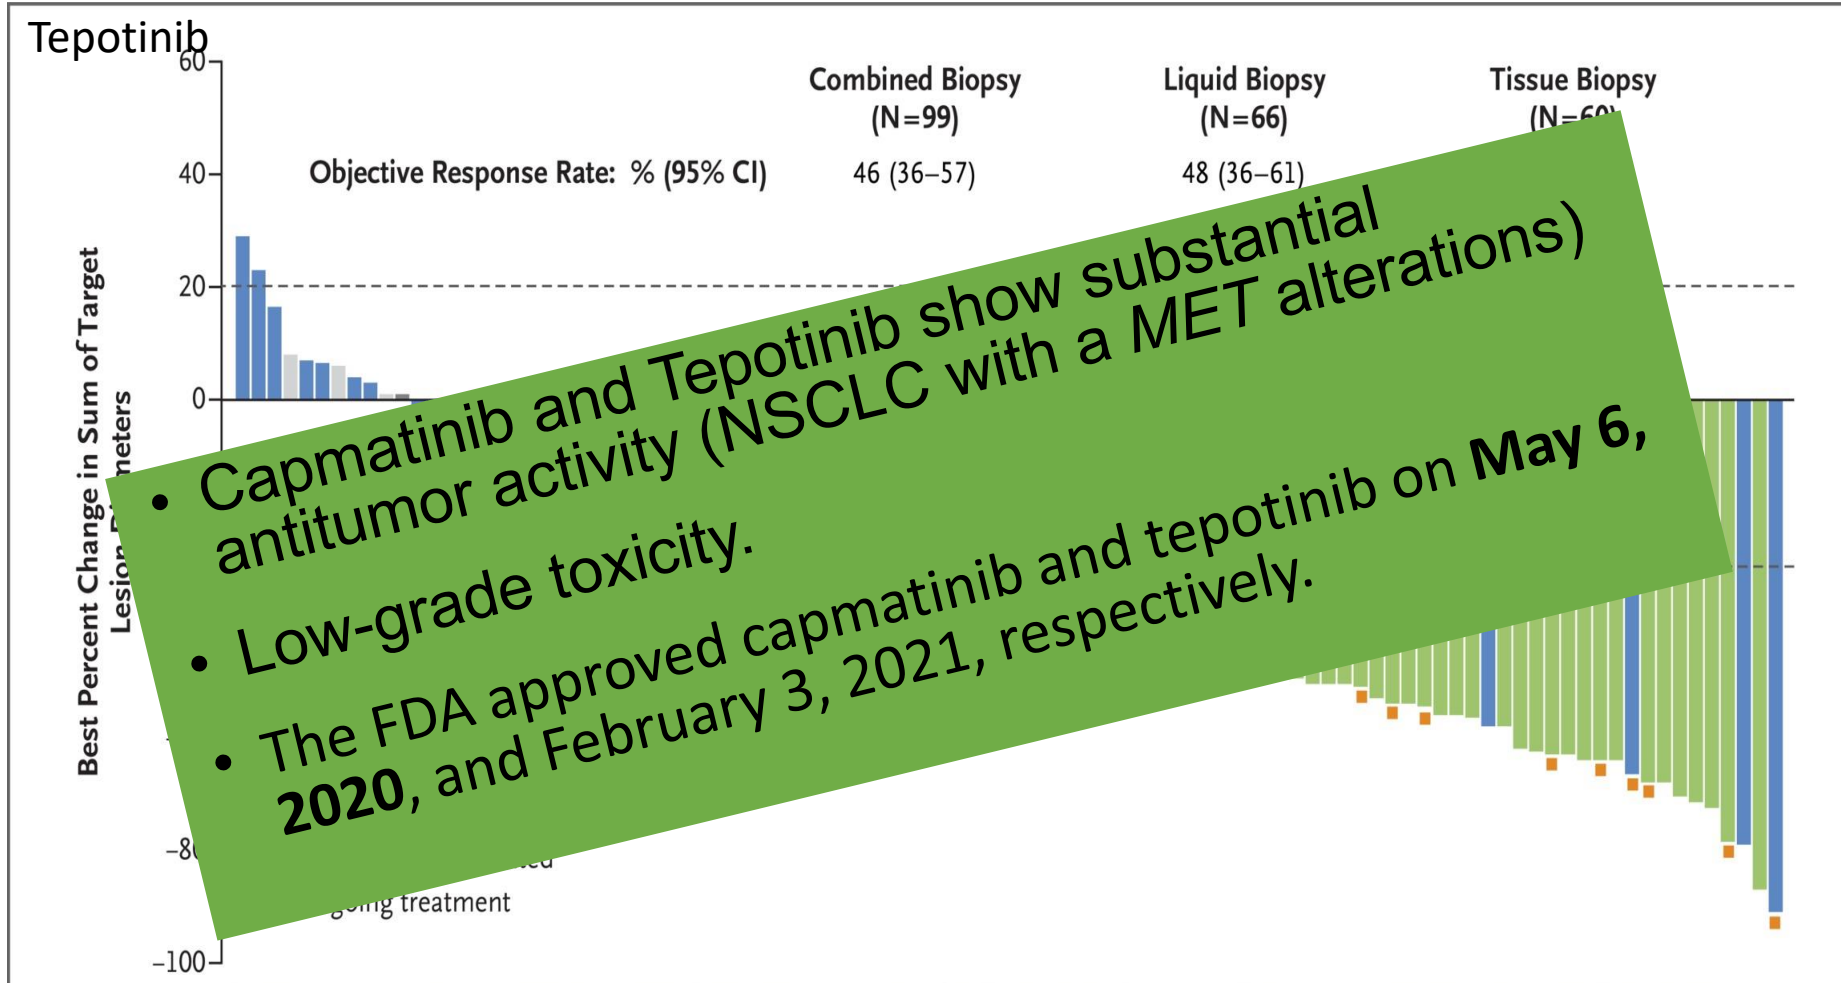 Tepotinib
60
Combined Biopsy
Liquid Biopsy
Tissue Biopsy
(N=99)
(N=66)
(N=60)
40
Objective Response Rate: % (95% CI)
46 (36–57)
48 (36–61)
20
0
Best Percent Change in Sum of Target
Lesion
• Capmatinib and Tepotinib show substantial
antitumor activity (NSCLC with a MET alterations)
• Low-grade toxicity.
• The FDA approved capmatinib and tepotinib on May 6,
2020, and February 3, 2021, respectively.
–80
treatment
–100